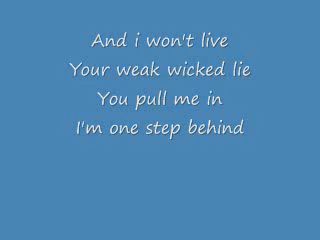 And i won't live
Your weak wicked lie
You pull me in
I'm one step behind